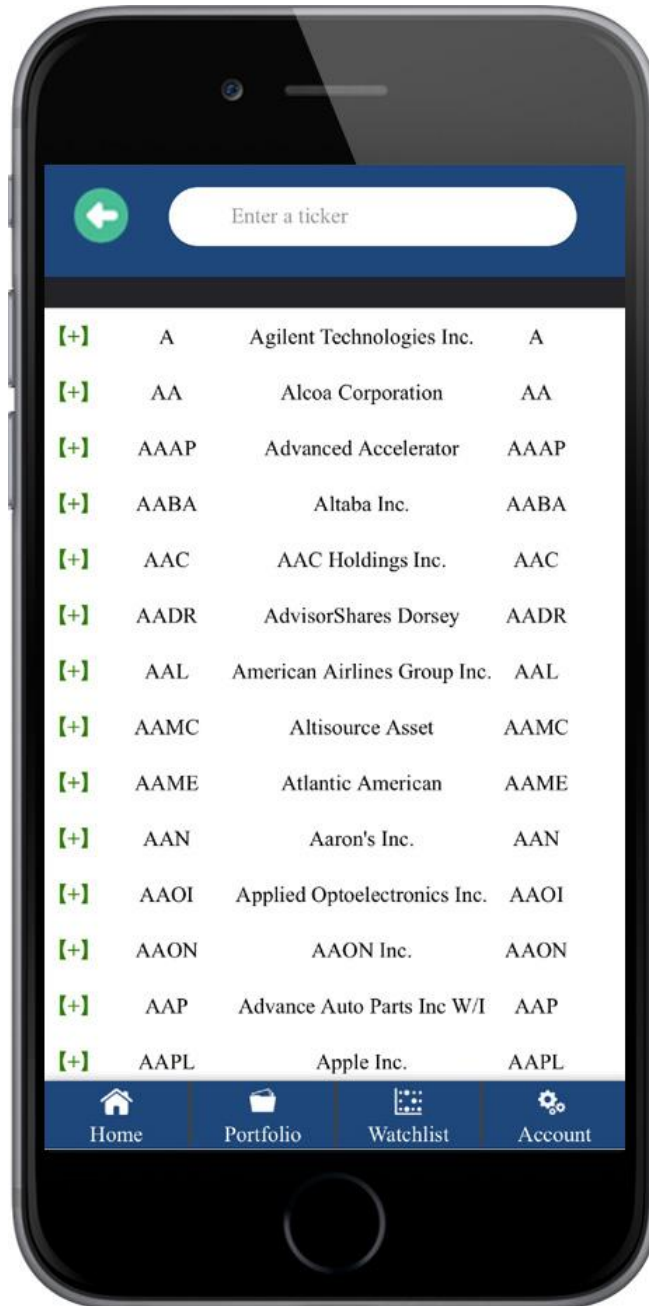 Enter a ticker
【+】 A Agilent Technologies Inc. A
【+】 AA Alcoa Corporation AA
【+】 AAAP Advanced Accelerator AAAP
【+】 AABA Altaba Inc. AABA
【+】 AAC AAC Holdings Inc. AAC
【+】 AADR AdvisorShares Dorsey AADR
【+】 AAL American Airlines Group Inc. AAL
【+】 AAMC Altisource Asset AAMC
【+】 AAME Atlantic American AAME
【+】 AAN Aaron's Inc. AAN
【+】 AAOI Applied Optoelectronics Inc. AAOI
【+】 AAON AAON Inc. AAON
【+】 AAP Advance Auto Parts Inc W/I AAP
【+】 AAPL Apple Inc. AAPL
Home Portfolio Watchlist Account